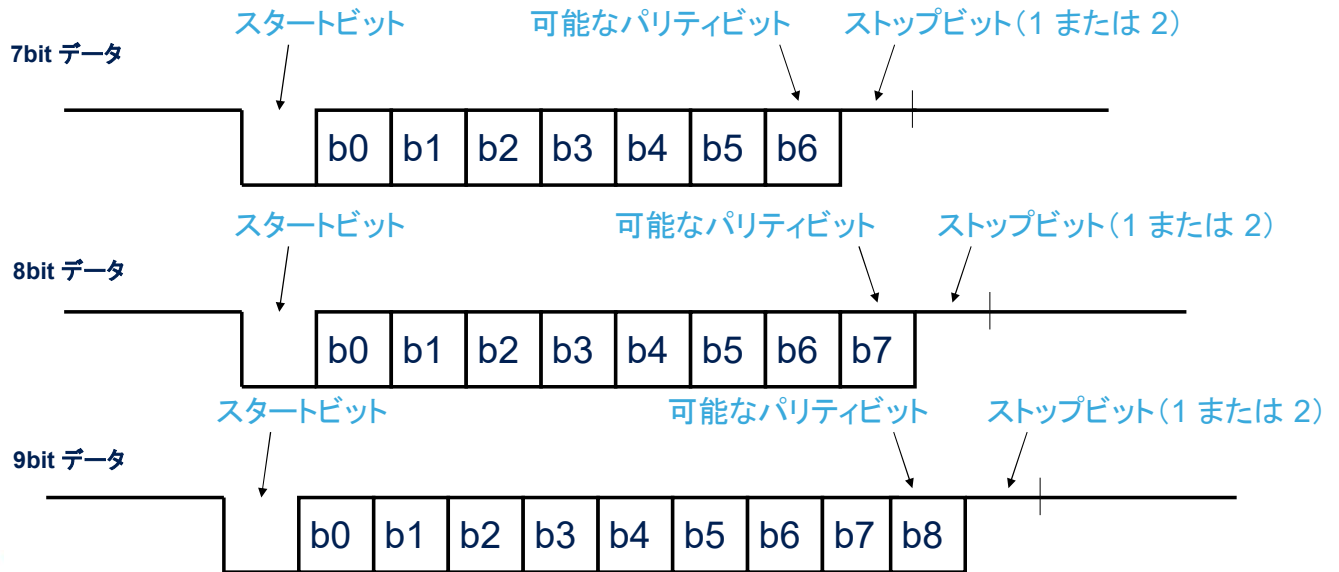 スタートビット 可能なパリティビット ストップビット(1 または 2)
7bit データ
b0 b1 b2 b3 b4 b5 b6
スタートビット 可能なパリティビット ストップビット(1 または 2)
8bit データ
b0 b1 b2 b3 b4 b5 b6 b7
スタートビット 可能なパリティビット ストップビット(1 または 2)
9bit データ
b0 b1 b2 b3 b4 b5 b6 b7 b8